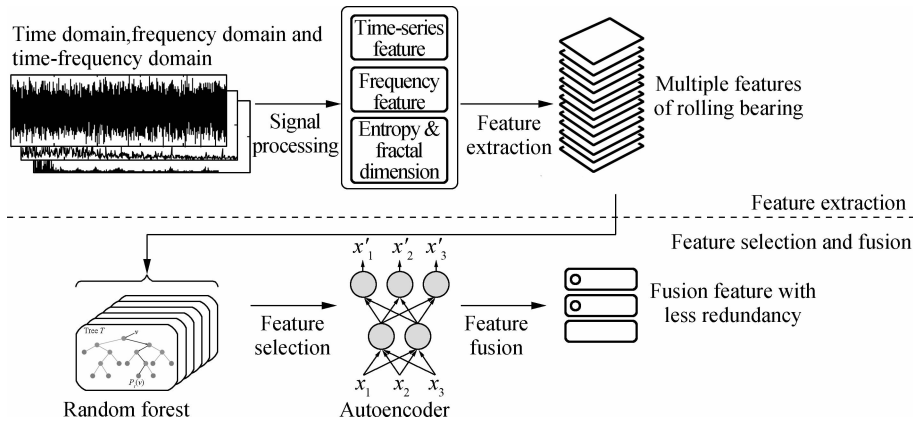 Time domain,frequency domain and
time-frequency domain
Signal
processing
Time-series
feature
Frequency
feature
Entropy &
fractal
dimension
Feature
extraction
Multiple features
of rolling bearing
Feature extraction
Feature selection and fusion
Tree T
v
Pₜ(v)
Random forest
Feature
selection
x′₁ x′₂ x′₃
x₁ x₂ x₃
Autoencoder
Feature
fusion
Fusion feature with
less redundancy